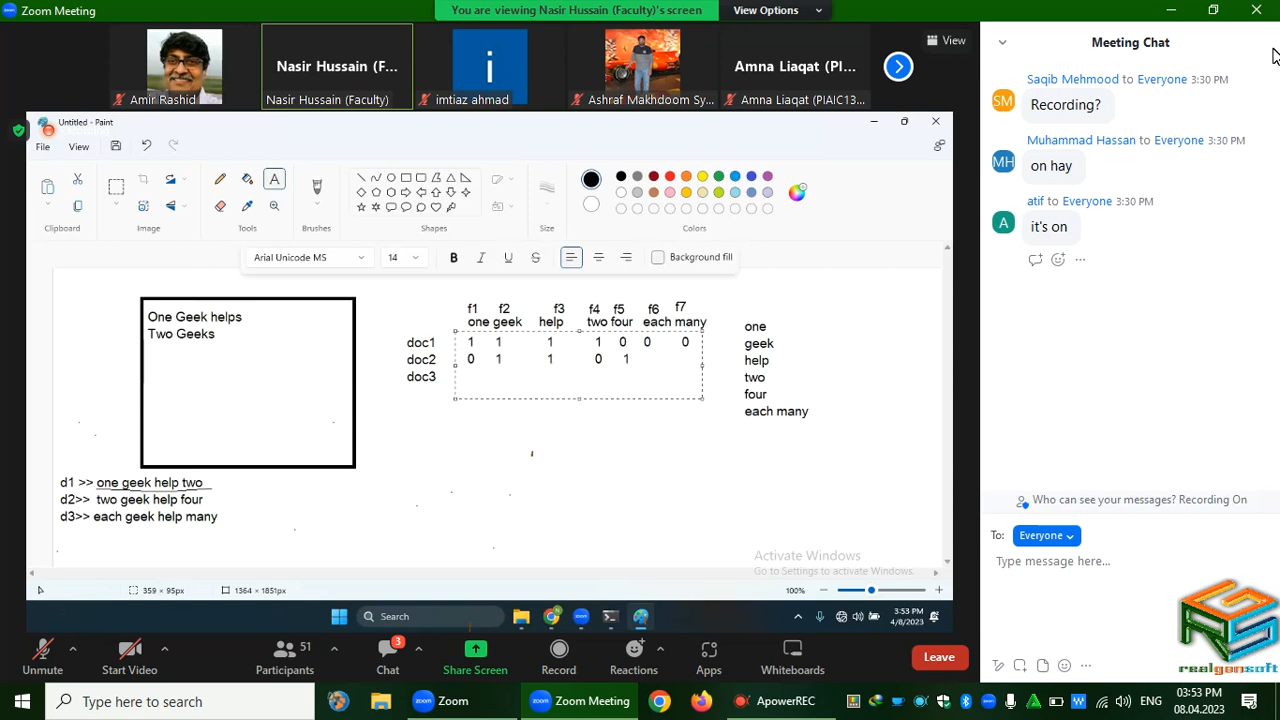 Zoom Meeting
You are viewing Nasir Hussain (Faculty)'s screen
View Options
Amir Rashid
Nasir Hussain (F...
Nasir Hussain (Faculty)
i
imtiaz ahmad
Ashraf Makhdoom Sy...
Amna Liaqat (PI...
Amna Liaqat (PIAIC13...
View
Untitled - Paint
File View
Clipboard
Image
Tools
Brushes
Shapes
Size
Colors
Arial Unicode MS
14
B I U S
Background fill
One Geek helps
Two Geeks
f1 f2 f3 f4 f5 f6 f7
one geek help two four each many
doc1 1 1 1 1 0 0 0
doc2 0 1 1 0 1
doc3
one
geek
help
two
four
each many
d1 >> one geek help two
d2>> two geek help four
d3>> each geek help many
Activate Windows
Go to Settings to activate Windows.
359 × 95px
1364 × 1851px
100%
Search
3:53 PM
4/8/2023
Unmute
Start Video
51
Participants
3
Chat
Share Screen
Record
Reactions
Apps
Whiteboards
Leave
Meeting Chat
Saqib Mehmood to Everyone 3:30 PM
SM
Recording?
Muhammad Hassan to Everyone 3:30 PM
MH
on hay
atif to Everyone 3:30 PM
A
it's on
Who can see your messages? Recording On
To: Everyone
Type message here...
realgansoft
Type here to search
Zoom
Zoom Meeting
ApowerREC
ENG
03:53 PM
08.04.2023